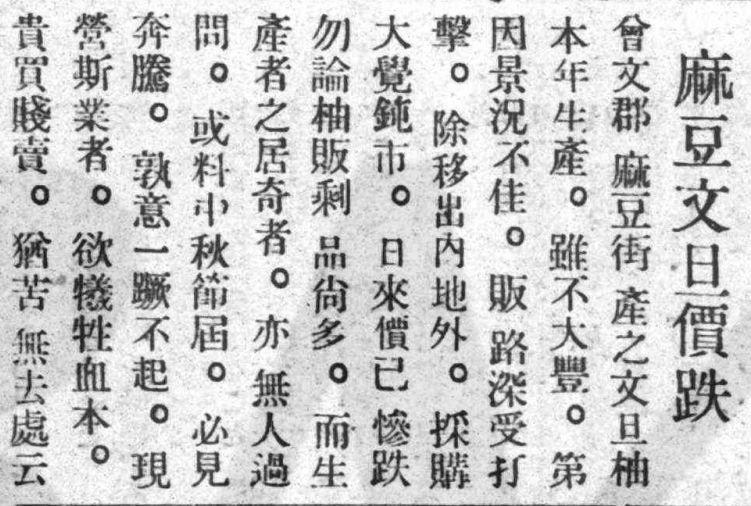 麻豆文旦價跌
曾文郡 麻豆街 產之文旦柚
本年生產。雖不大豐。第
因景況不佳。販路深受打
擊。除移出內地外。採購
大覺鈍市。日來價已慘跌
勿論柚販剩品尙多。而生
產者之居奇者。亦無人過
問。或料中秋節屆。必見
奔騰。孰意一蹶不起。現
營斯業者。欲犧牲血本。
貴買賤賣。猶苦無去處云